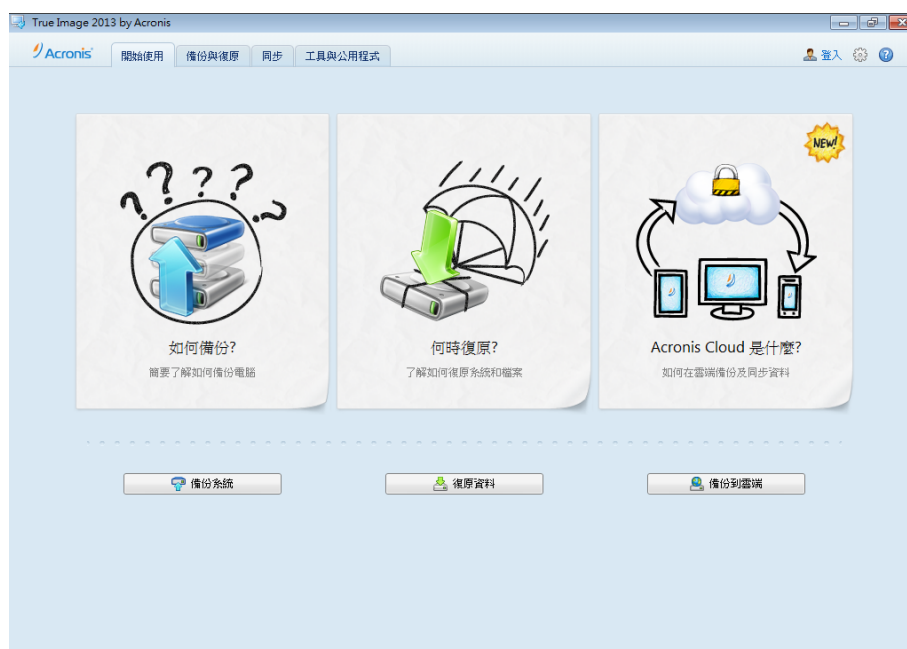 True Image 2013 by Acronis
Acronis 開始使用 備份與復原 同步 工具與公用程式 登入
NEW!
如何備份?
簡要了解如何備份電腦
何時復原?
了解如何復原系統和檔案
Acronis Cloud 是什麼?
如何在雲端備份及同步資料
備份系統
復原資料
備份到雲端